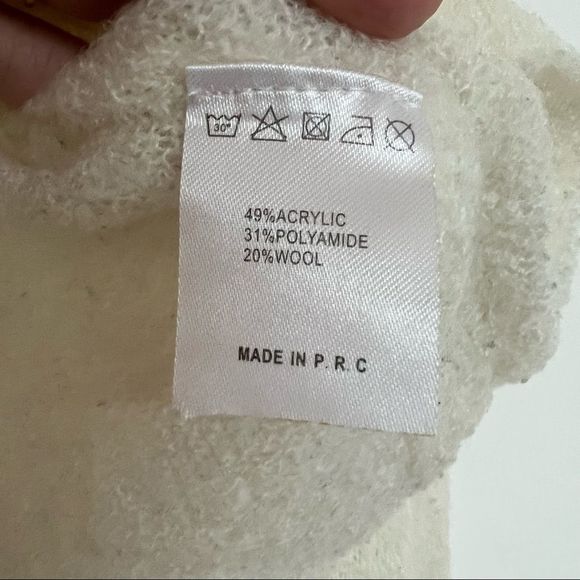 30°
49%ACRYLIC
31%POLYAMIDE
20%WOOL
MADE IN P. R. C